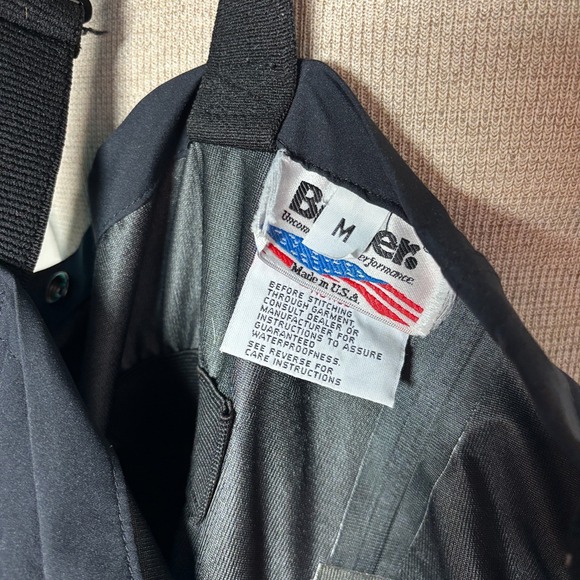 M
Made in U.S.A.
BEFORE STITCHING
THROUGH GARMENT,
CONSULT DEALER OR
MANUFACTURER FOR
INSTRUCTIONS TO ASSURE
GUARANTEED
WATERPROOFNESS.
SEE REVERSE FOR
CARE INSTRUCTIONS